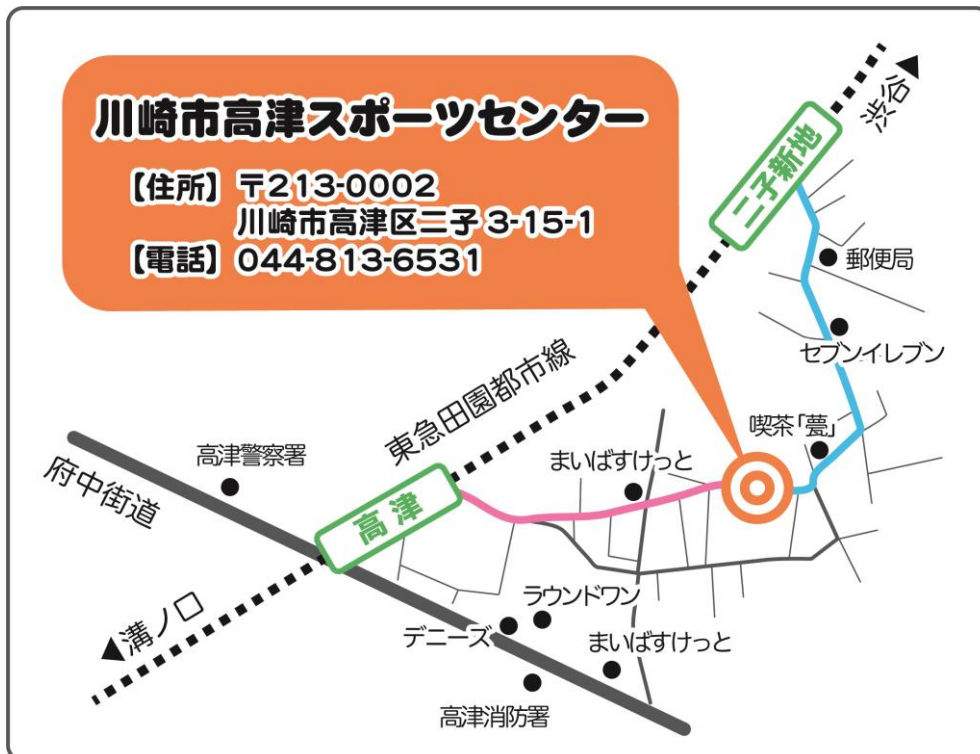 川崎市高津スポーツセンター
【住所】 〒213-0002
川崎市高津区二子 3-15-1
【電話】 044-813-6531
渋谷
二子新地
郵便局
セブンイレブン
東急田園都市線
喫茶「甍」
高津警察署
まいばすけっと
府中街道
高津
ラウンドワン
溝ノ口
デニーズ
まいばすけっと
高津消防署